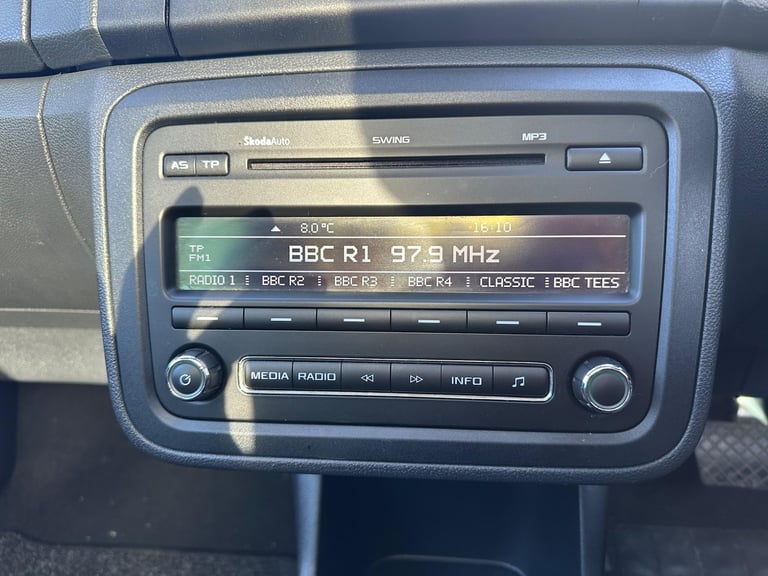 ŠkodaAuto SWING MP3
AS TP
8.0°C 16:10
TP
FM1
BBC R1 97.9 MHz
RADIO 1 BBC R2 BBC R3 BBC R4 CLASSIC BBC TEES
MEDIA RADIO INFO